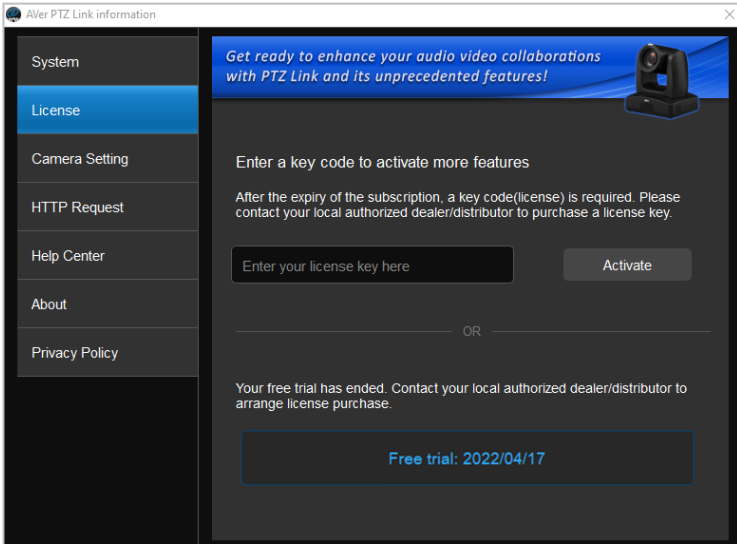 AVer PTZ Link information
System
License
Camera Setting
HTTP Request
Help Center
About
Privacy Policy
Get ready to enhance your audio video collaborations
with PTZ Link and its unprecedented features!
Enter a key code to activate more features
After the expiry of the subscription, a key code(license) is required. Please
contact your local authorized dealer/distributor to purchase a license key.
Enter your license key here
Activate
OR
Your free trial has ended. Contact your local authorized dealer/distributor to
arrange license purchase.
Free trial: 2022/04/17